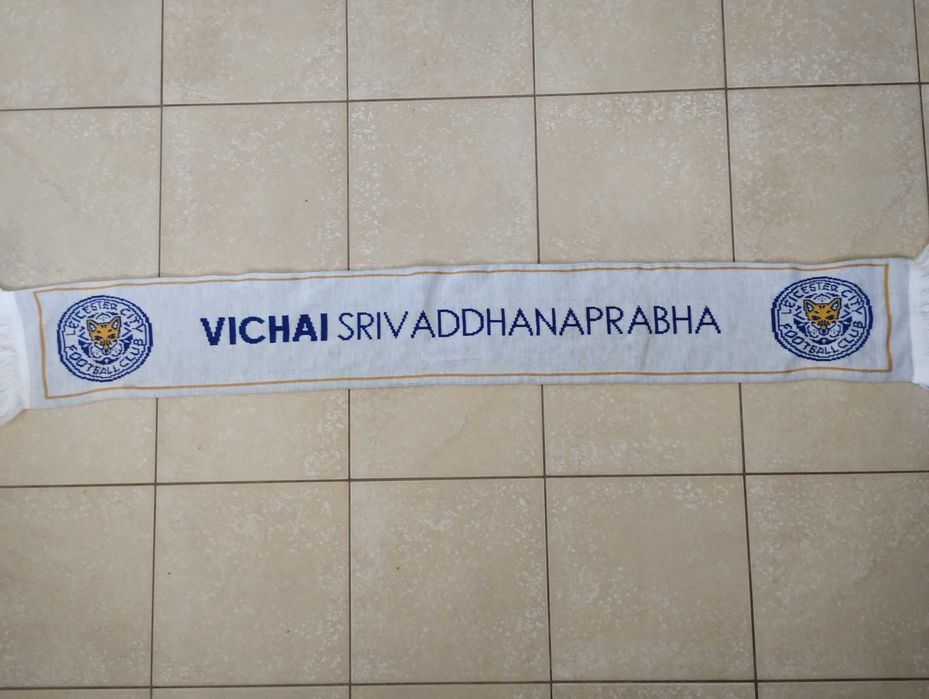 LEICESTER CITY
FOOTBALL CLUB
VICHAI SRIVADDHANAPRABHA
LEICESTER CITY
FOOTBALL CLUB